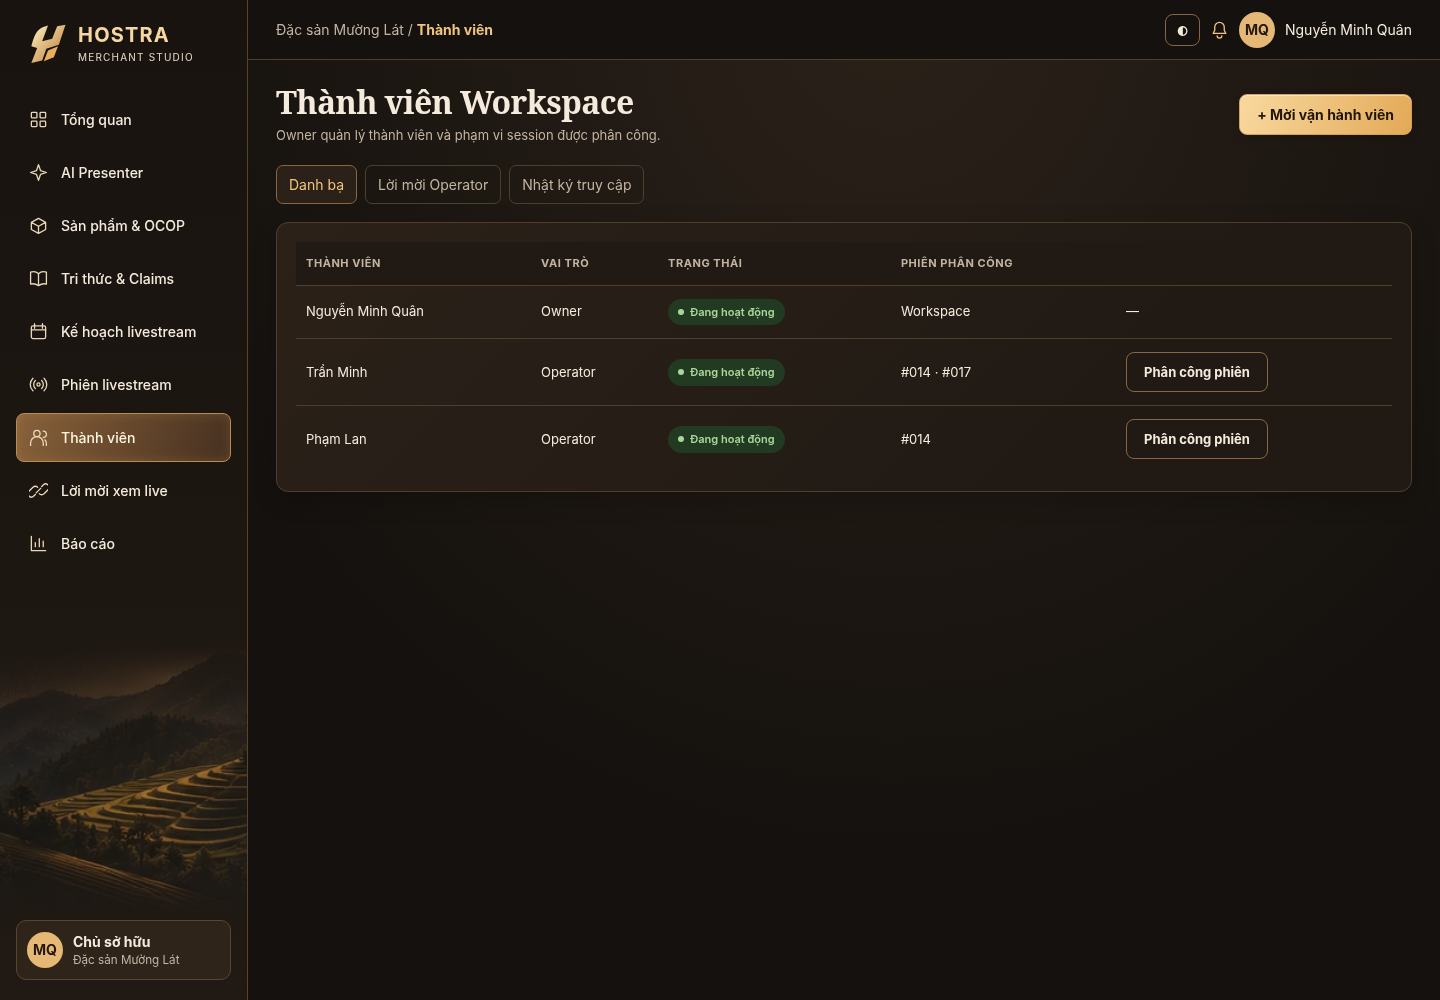 HOSTRA
MERCHANT STUDIO
Tổng quan
AI Presenter
Sản phẩm & OCOP
Tri thức & Claims
Kế hoạch livestream
Phiên livestream
Thành viên
Lời mời xem live
Báo cáo
MQ
Chủ sở hữu
Đặc sản Mường Lát
Đặc sản Mường Lát / Thành viên
MQ Nguyễn Minh Quân
Thành viên Workspace
Owner quản lý thành viên và phạm vi session được phân công.
+ Mời vận hành viên
Danh bạ Lời mời Operator Nhật ký truy cập
THÀNH VIÊN VAI TRÒ TRẠNG THÁI PHIÊN PHÂN CÔNG
Nguyễn Minh Quân Owner Đang hoạt động Workspace —
Trần Minh Operator Đang hoạt động #014 · #017 Phân công phiên
Phạm Lan Operator Đang hoạt động #014 Phân công phiên